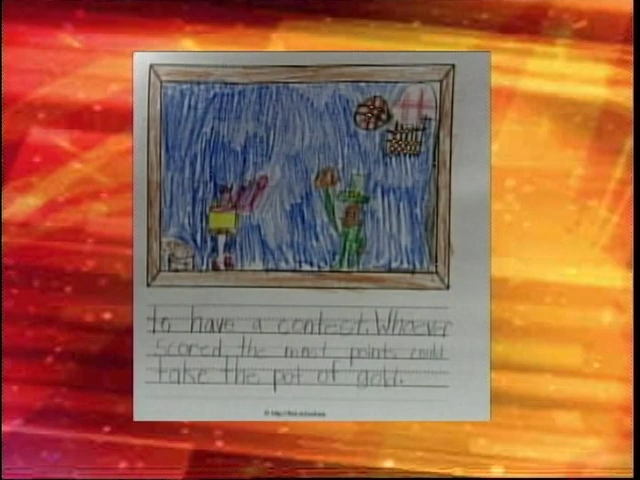 to have a contest. Whoever
scored the most points could
take the pot of gold.